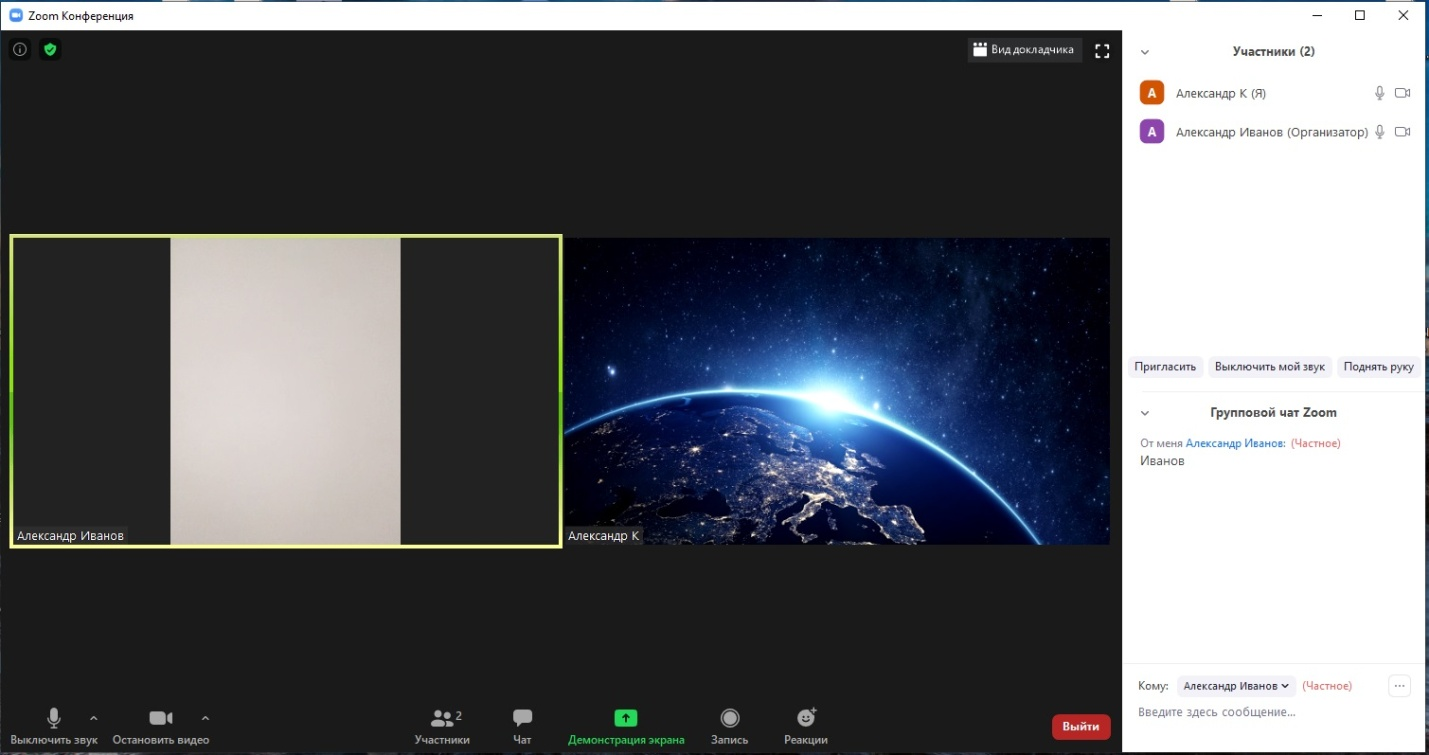 Zoom Конференция
Вид докладчика
Участники (2)
А Александр К (Я)
А Александр Иванов (Организатор)
Пригласить Выключить мой звук Поднять руку
Групповой чат Zoom
От меня Александр Иванов: (Частное)
Иванов
Александр Иванов
Александр К
Кому: Александр Иванов (Частное)
Введите здесь сообщение...
Выключить звук
Остановить видео
2
Участники
Чат
Демонстрация экрана
Запись
Реакции
Выйти